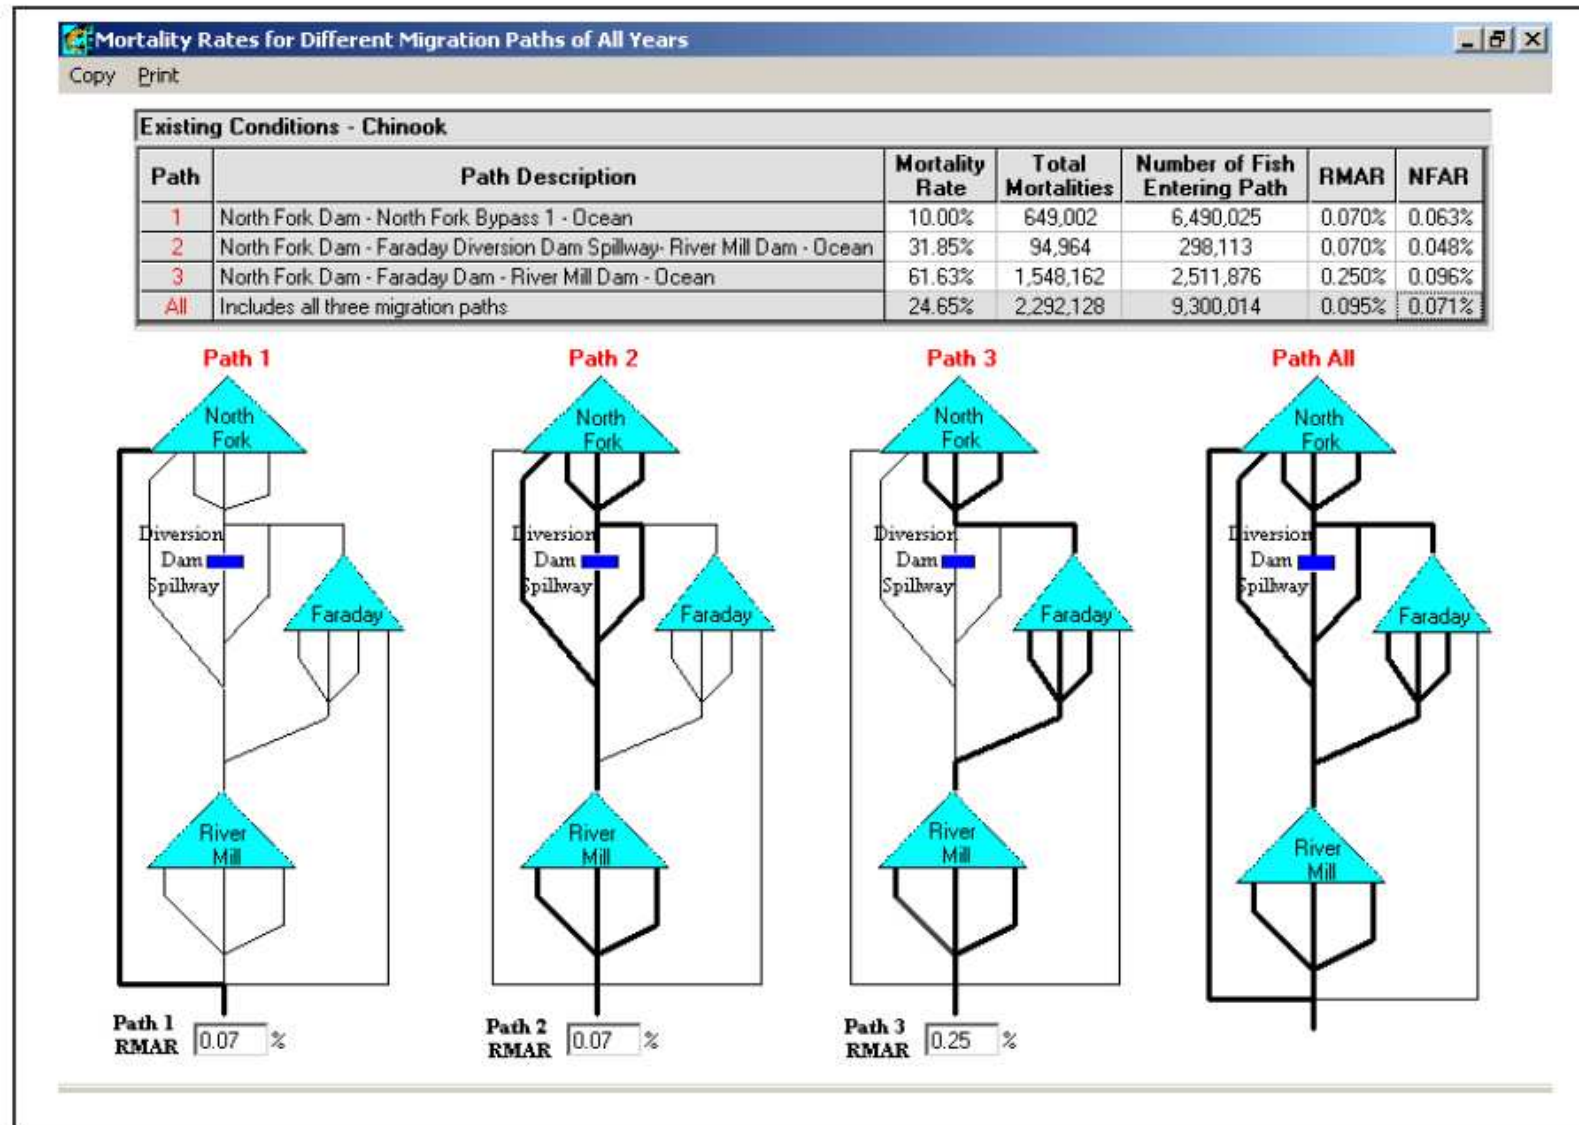 Mortality Rates for Different Migration Paths of All Years
Copy Print
Existing Conditions - Chinook
Path Path Description Mortality Rate Total Mortalities Number of Fish Entering Path RMAR NFAR
1 North Fork Dam - North Fork Bypass 1 - Ocean 10.00% 649,002 6,490,025 0.070% 0.063%
2 North Fork Dam - Faraday Diversion Dam Spillway- River Mill Dam - Ocean 31.85% 94,964 298,113 0.070% 0.048%
3 North Fork Dam - Faraday Dam - River Mill Dam - Ocean 61.63% 1,548,162 2,511,876 0.250% 0.096%
All Includes all three migration paths 24.65% 2,292,128 9,300,014 0.095% 0.071%
Path 1
North
Fork
Diversion
Dam
Spillway
Faraday
River
Mill
Path 1
RMAR 0.07 %
Path 2
North
Fork
Diversion
Dam
Spillway
Faraday
River
Mill
Path 2
RMAR 0.07 %
Path 3
North
Fork
Diversion
Dam
Spillway
Faraday
River
Mill
Path 3
RMAR 0.25 %
Path All
North
Fork
Diversion
Dam
Spillway
Faraday
River
Mill